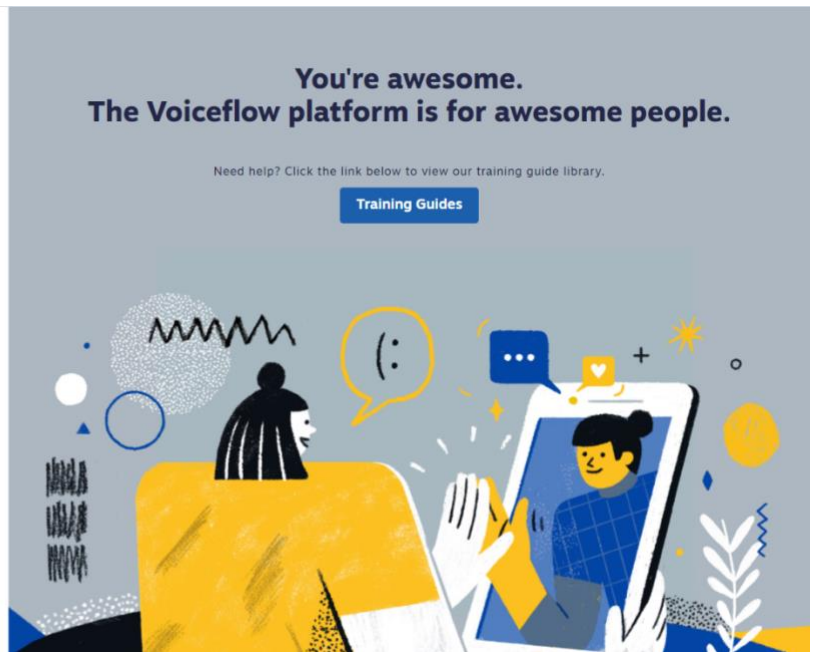 You're awesome.
The Voiceflow platform is for awesome people.
Need help? Click the link below to view our training guide library.
Training Guides
(: